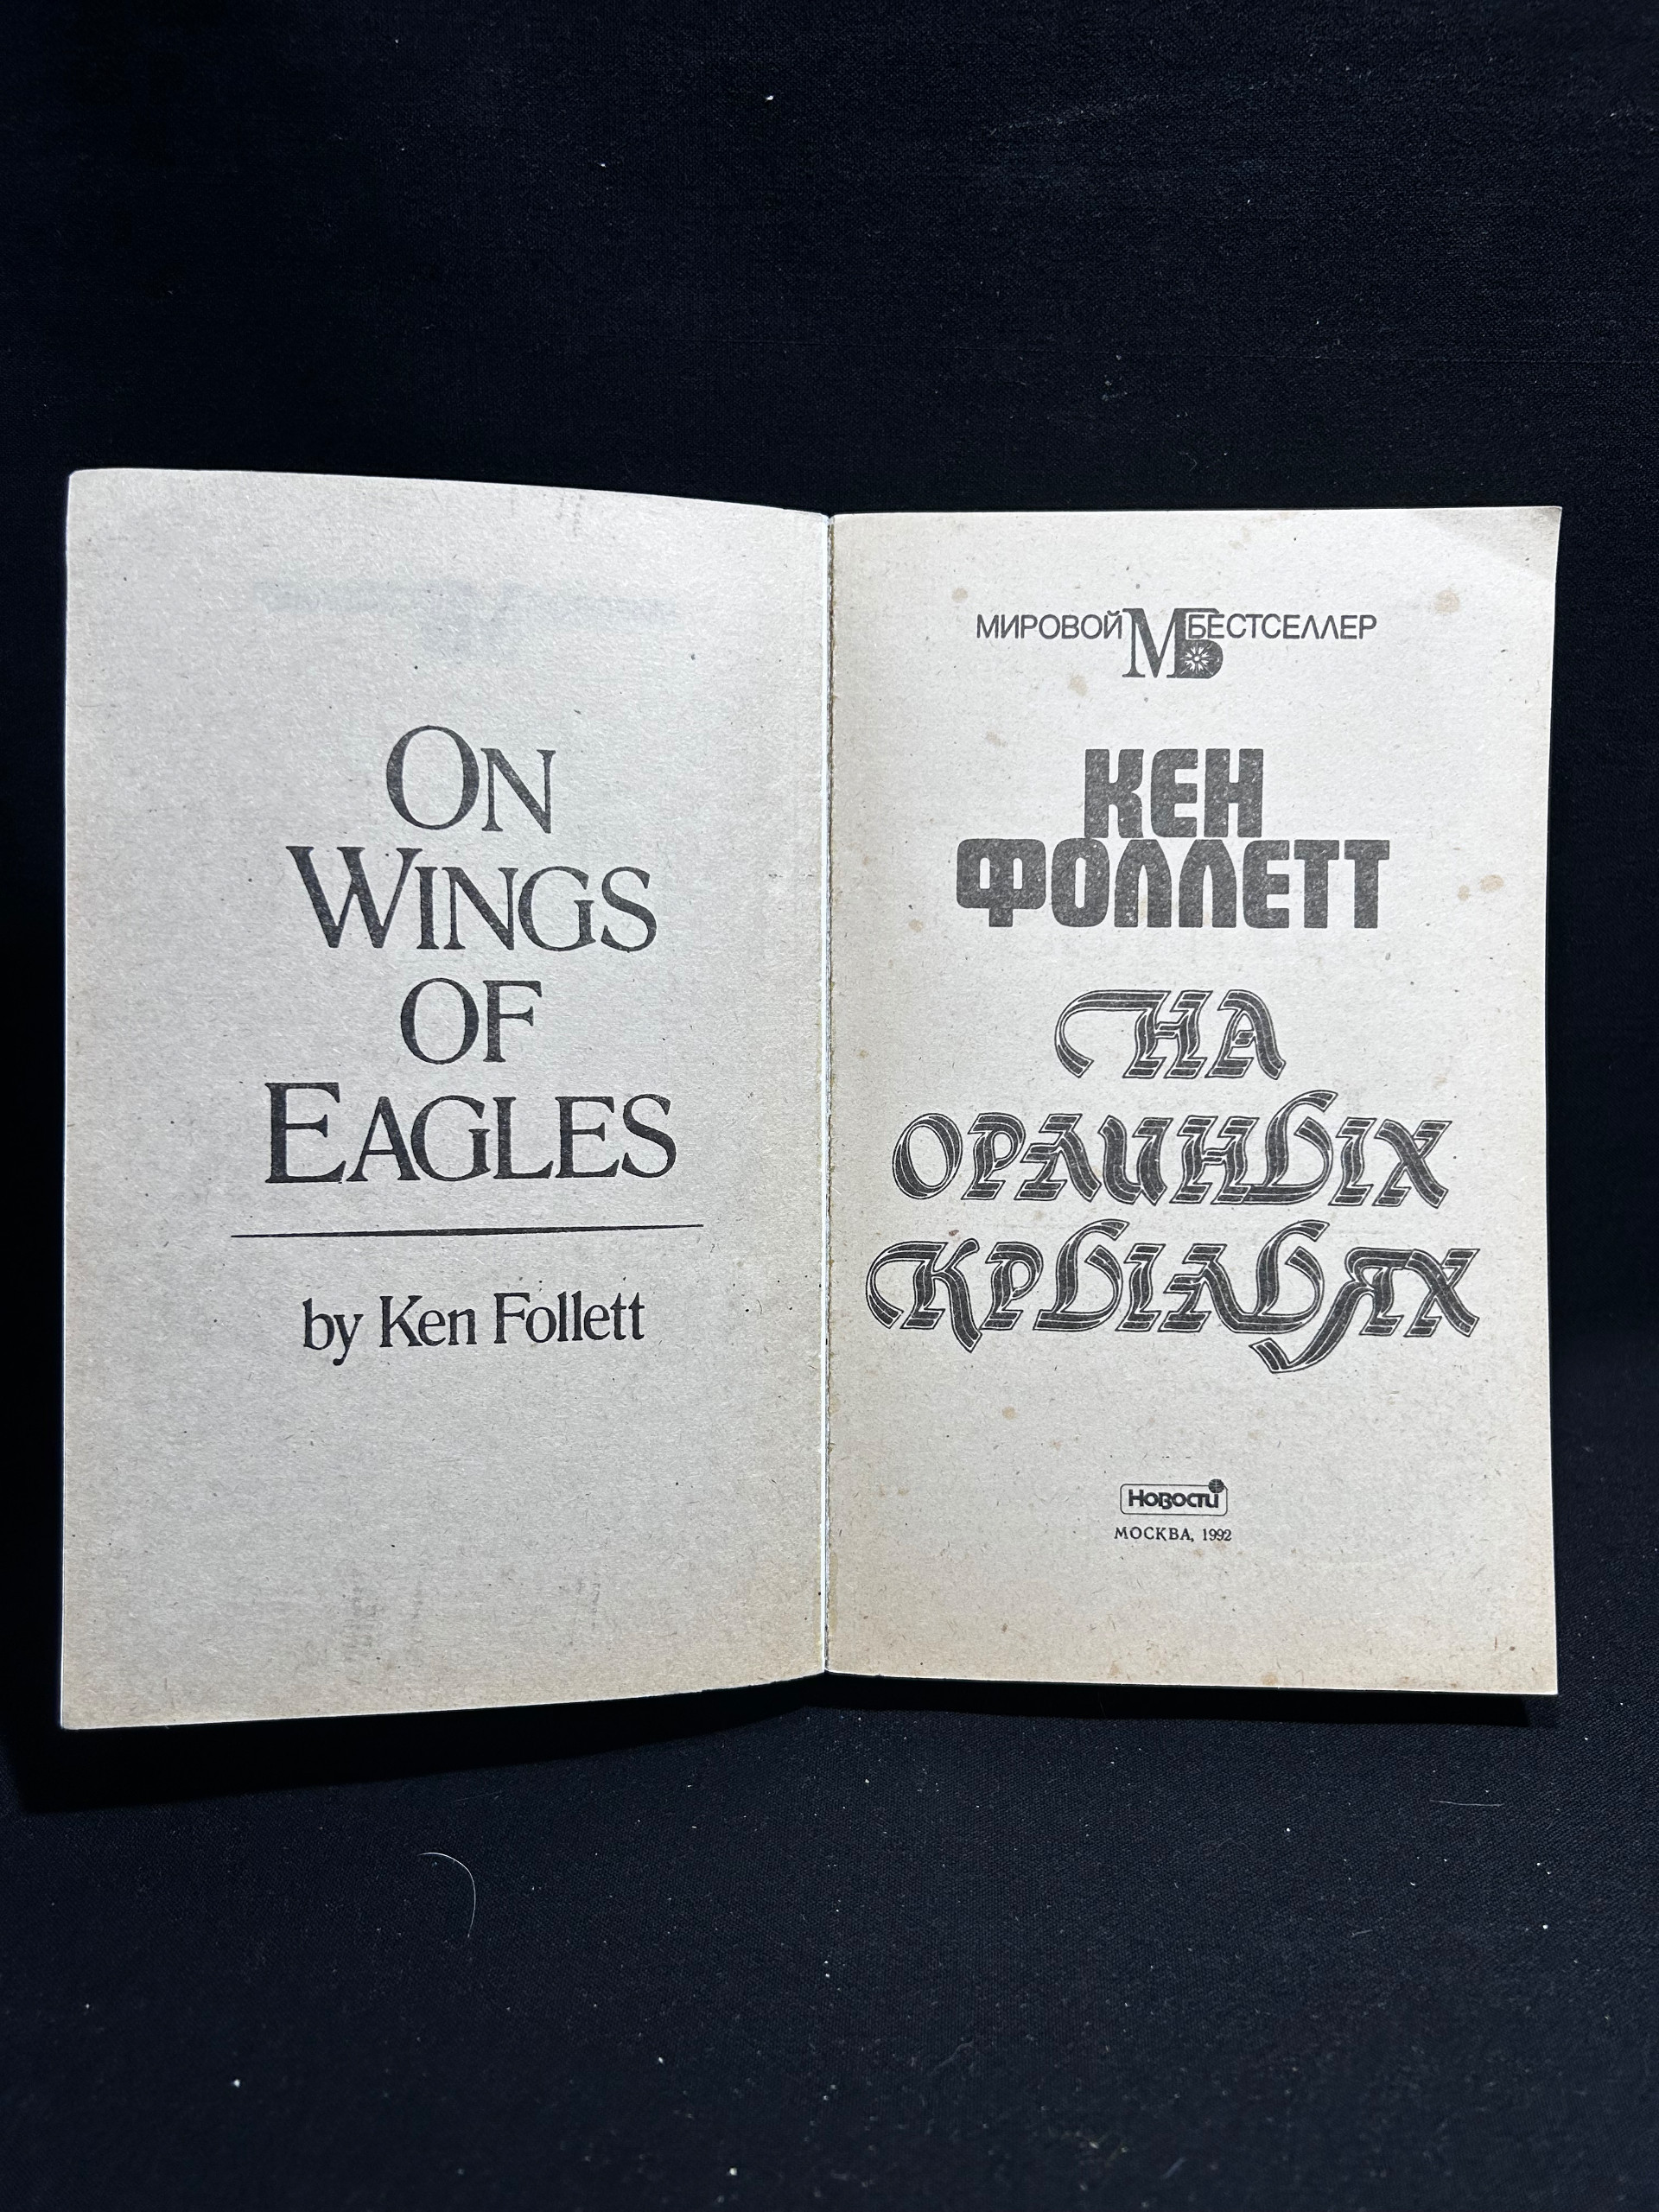 ON
WINGS
OF
EAGLES
by Ken Follett
МИРОВОЙ МБ БЕСТСЕЛЛЕР
КЕН
ФОЛЛЕТТ
НА
ОРЛИНЫХ
КРЫЛЬЯХ
Новости
МОСКВА, 1992